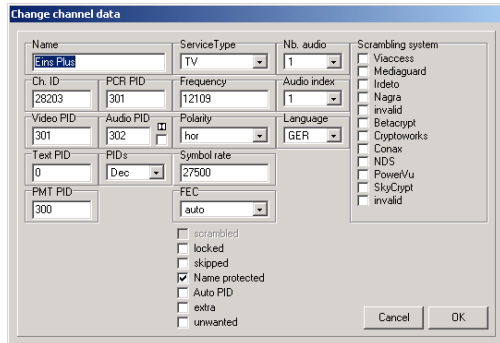 Change channel data
Name
Eins Plus
ServiceType
TV
Nb. audio
1
Ch. ID
28203
PCR PID
301
Frequency
12109
Audio index
1
Video PID
301
Audio PID
302
Polarity
hor
Language
GER
Text PID
0
PIDs
Dec
Symbol rate
27500
PMT PID
300
FEC
auto
scrambled
locked
skipped
Name protected
Auto PID
extra
unwanted
Scrambling system
Viaccess
Mediaguard
Irdeto
Nagra
invalid
Betacrypt
Cryptoworks
Conax
NDS
PowerVu
SkyCrypt
invalid
Cancel
OK